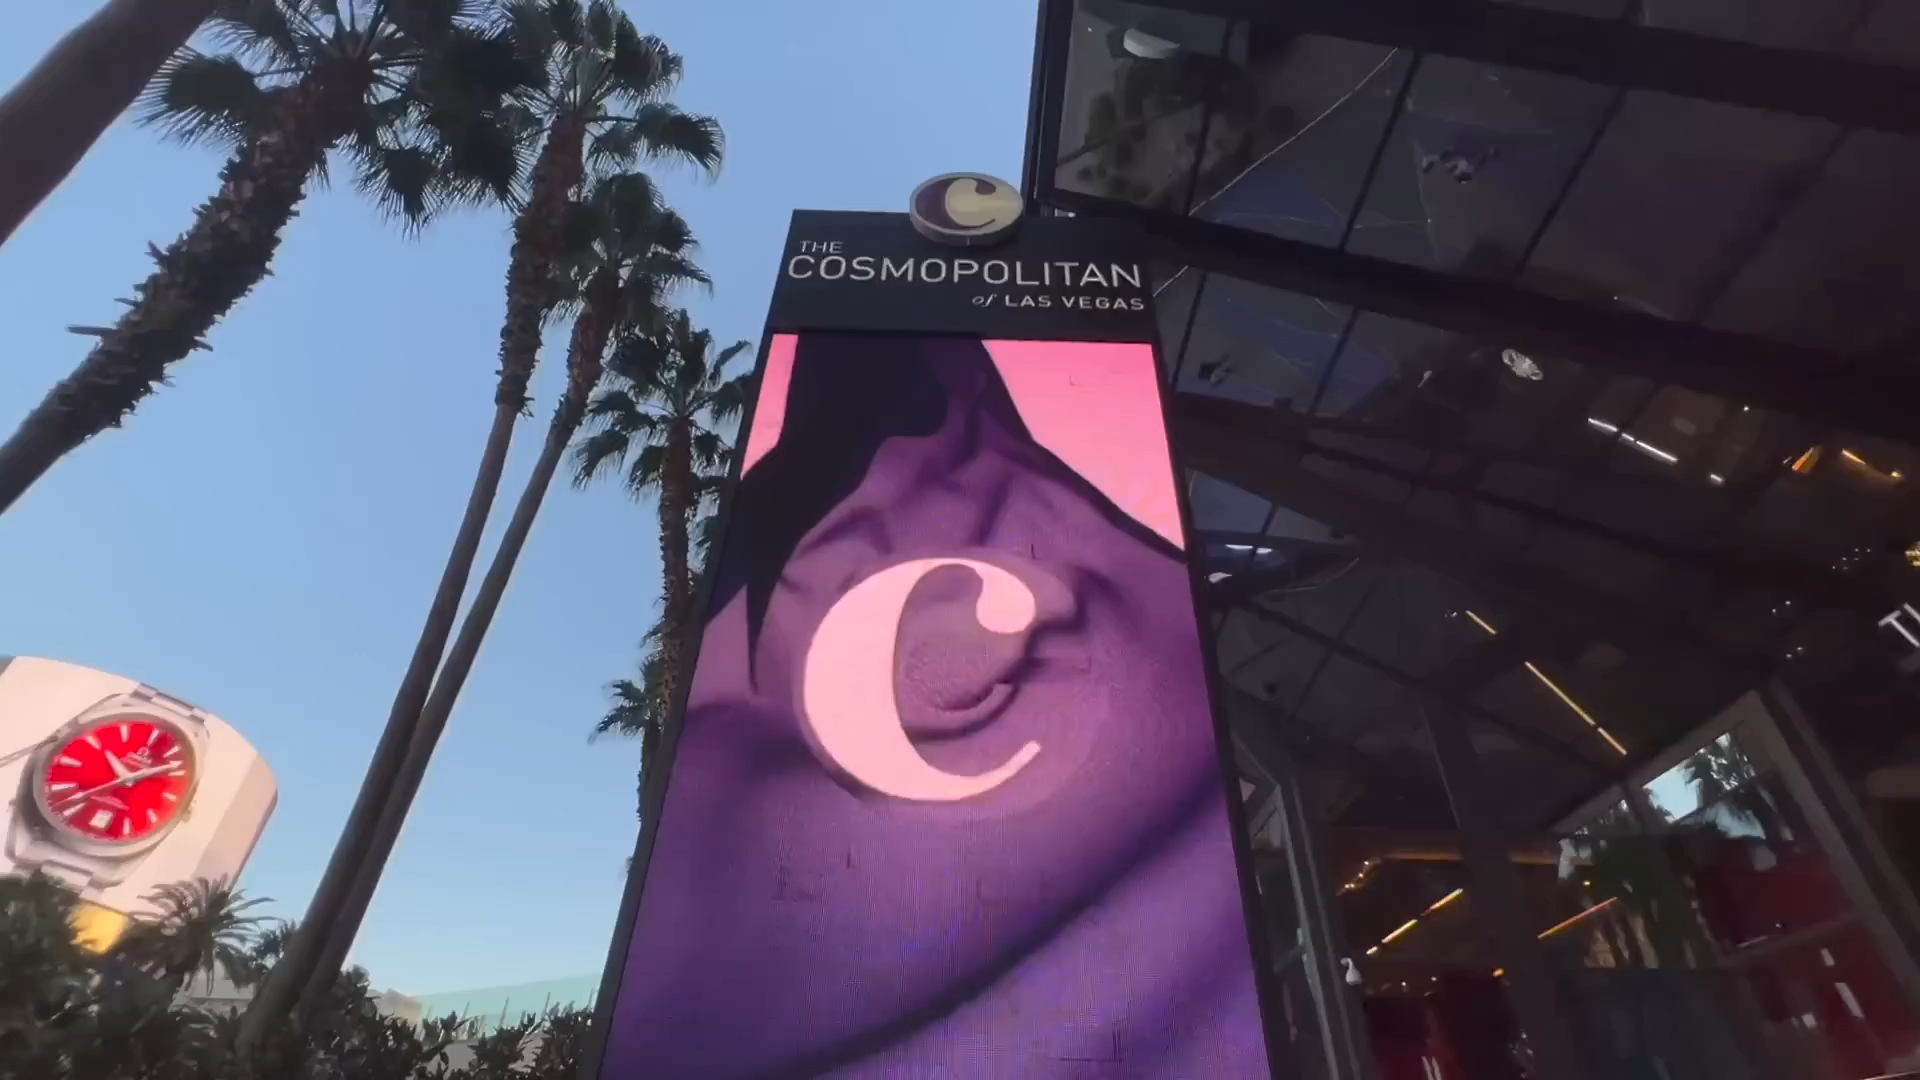 C
THE
COSMOPOLITAN
of LAS VEGAS
C